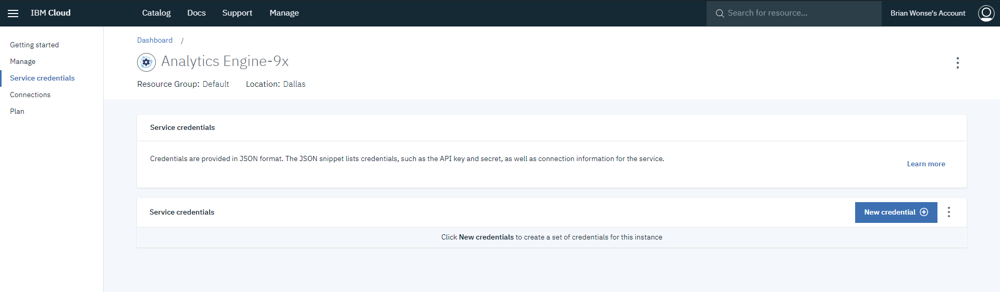 IBM Cloud Catalog Docs Support Manage Search for resource... Brian Wonse's Account
Getting started
Manage
Service credentials
Connections
Plan
Dashboard /
Analytics Engine-9x
Resource Group: Default Location: Dallas
Service credentials
Credentials are provided in JSON format. The JSON snippet lists credentials, such as the API key and secret, as well as connection information for the service.
Learn more
Service credentials New credential
Click New credentials to create a set of credentials for this instance